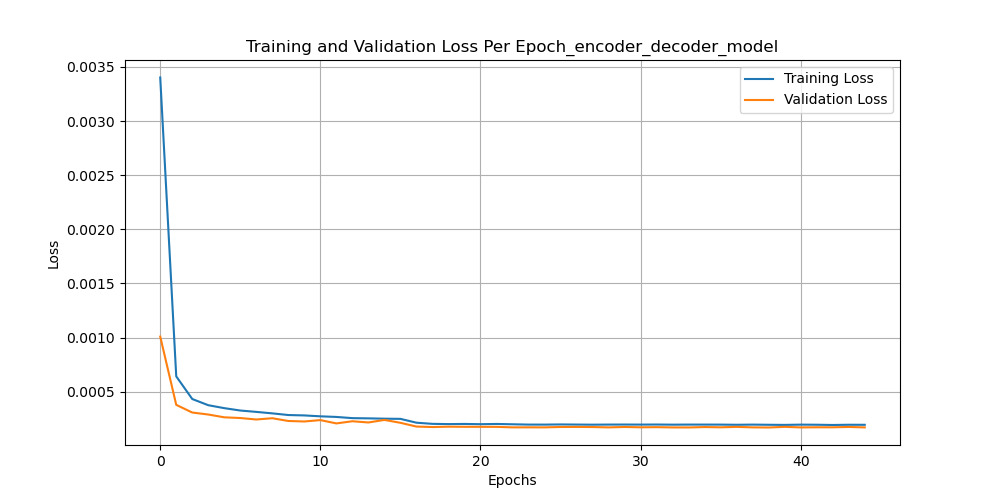 Training and Validation Loss Per Epoch_encoder_decoder_model
Training Loss
Validation Loss
0.0035
0.0030
0.0025
0.0020
0.0015
0.0010
0.0005
Loss
0 10 20 30 40
Epochs